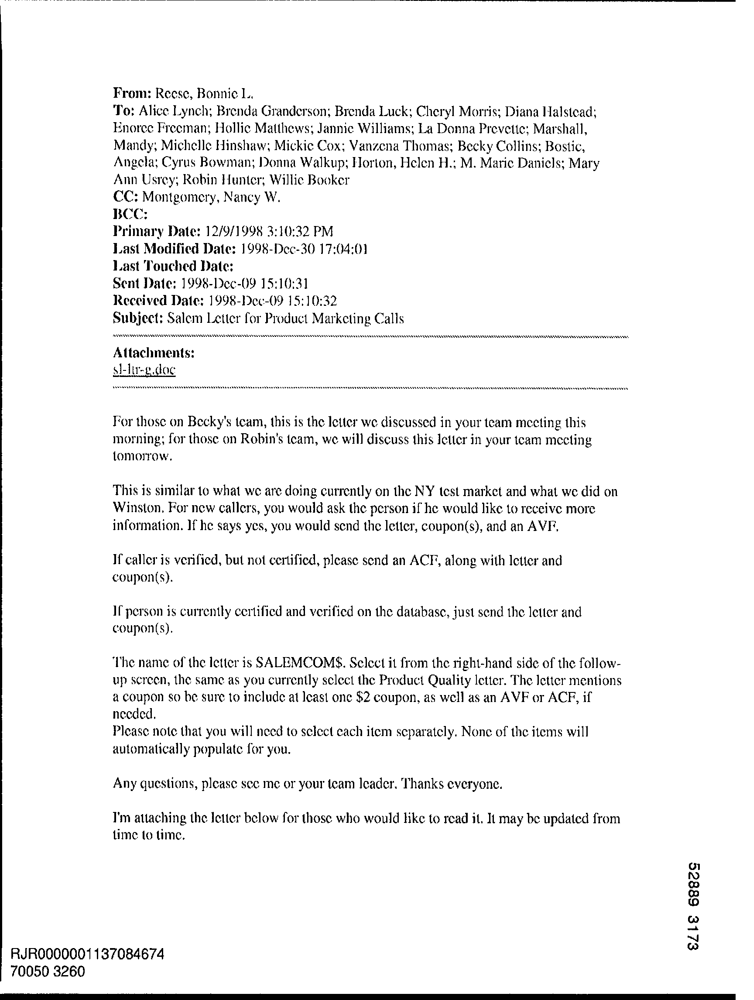 From: Reese, Bonnie L.
To: Alice Lynch; Brenda Granderson; Brenda Luck; Cheryl Morris; Diana Halstead;
Enoree Freeman; Hollie Matthews; Jannie Williams; La Donna Prevette; Marshall,
Mandy; Michelle Hinshaw; Mickie Cox; Vanzena Thomas; Becky Collins; Bostic,
Angela; Cyrus Bowman; Donna Walkup; Horton, Helen H.; M. Marie Daniels; Mary
Ann Usrey; Robin Hunter; Willie Booker
CC: Montgomery, Nancy W.
BCC:
Primary Date: 12/9/1998 3:10:32 PM
Last Modified Date: 1998-Dec-30 17:04:01
Last Touched Date:
Sent Date: 1998-Dec-09 15:10:31
Received Date: 1998-Dec-09 15:10:32
Subject: Salem Letter for Product Marketing Calls
Attachments:
sl-ltr-g.doc
For those on Becky's team, this is the letter we discussed in your team meeting this
morning; for those on Robin's team, we will discuss this letter in your team meeting
tomorrow.
This is similar to what we are doing currently on the NY test market and what we did on
Winston. For new callers, you would ask the person if he would like to receive more
information. If he says yes, you would send the letter, coupon(s), and an AVF.
If caller is verified, but not certified, please send an ACF, along with letter and
coupon(s).
If person is currently certified and verified on the database, just send the letter and
coupon(s).
The name of the letter is SALEMCOM$. Select it from the right-hand side of the follow-
up screen, the same as you currently select the Product Quality letter. The letter mentions
a coupon so be sure to include at least one $2 coupon, as well as an AVF or ACF, if
needed.
Please note that you will need to select each item separately. None of the items will
automatically populate for you.
Any questions, please see me or your team leader. Thanks everyone.
I'm attaching the letter below for those who would like to read it. It may be updated from
time to time.
52889 3173
RJR0000001137084674
70050 3260